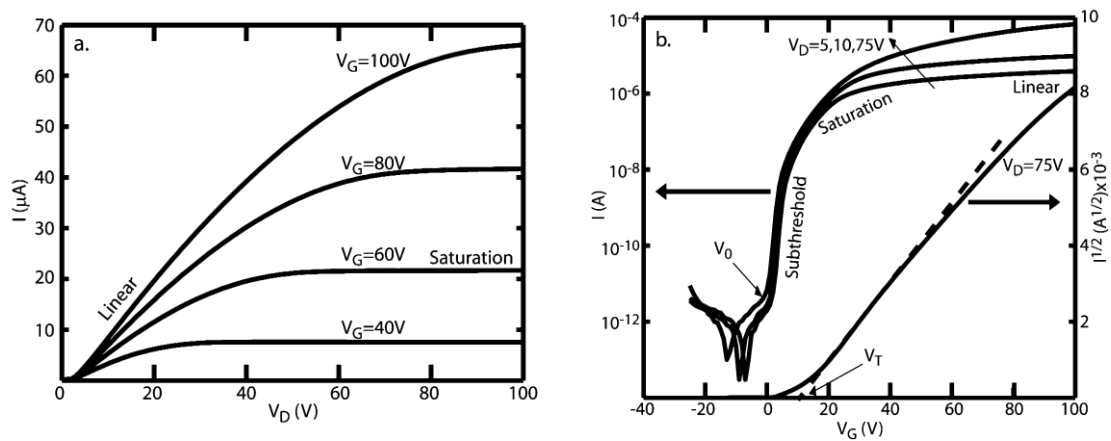 a.
70
60
50
40
30
20
10
I (μA)
V_G=100V
V_G=80V
V_G=60V
Saturation
V_G=40V
Linear
0
20
40
60
80
100
V_D (V)
b.
10^-4
10^-6
10^-8
10^-10
10^-12
I (A)
V_D=5,10,75V
Linear
Saturation
V_D=75V
Subthreshold
V_0
V_T
10
8
6
4
2
0
I^1/2 (A^1/2)x10^-3
-40
-20
0
20
40
60
80
100
V_G (V)